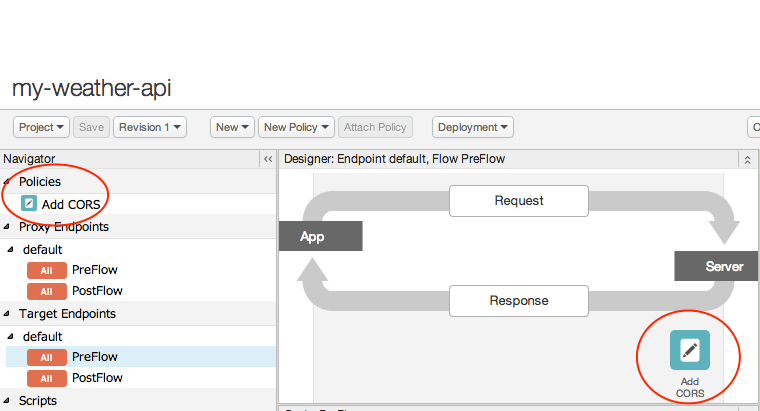 my-weather-api
Project Save Revision 1 New New Policy Attach Policy Deployment
Navigator
Policies
Add CORS
Proxy Endpoints
default
All PreFlow
All PostFlow
Target Endpoints
default
All PreFlow
All PostFlow
Scripts
Designer: Endpoint default, Flow PreFlow
Request
App
Server
Response
Add
CORS